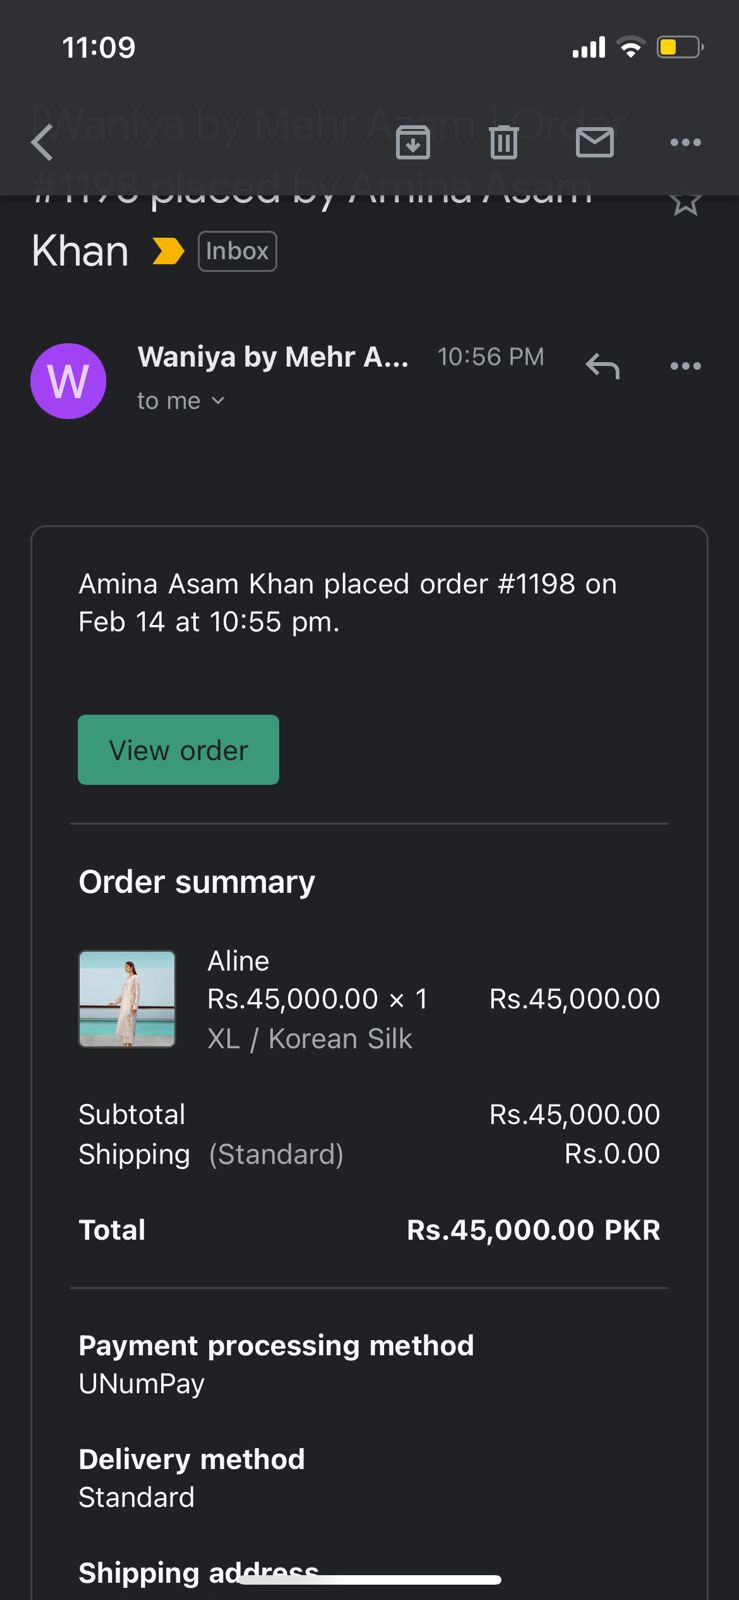 11:09
[Waniya by Mehr Azam ] Order
#1198 placed by Amina Asam
Khan Inbox
W
Waniya by Mehr A... 10:56 PM
to me
Amina Asam Khan placed order #1198 on
Feb 14 at 10:55 pm.
View order
Order summary
Aline
Rs.45,000.00 × 1 Rs.45,000.00
XL / Korean Silk
Subtotal Rs.45,000.00
Shipping (Standard) Rs.0.00
Total Rs.45,000.00 PKR
Payment processing method
UNumPay
Delivery method
Standard
Shipping address